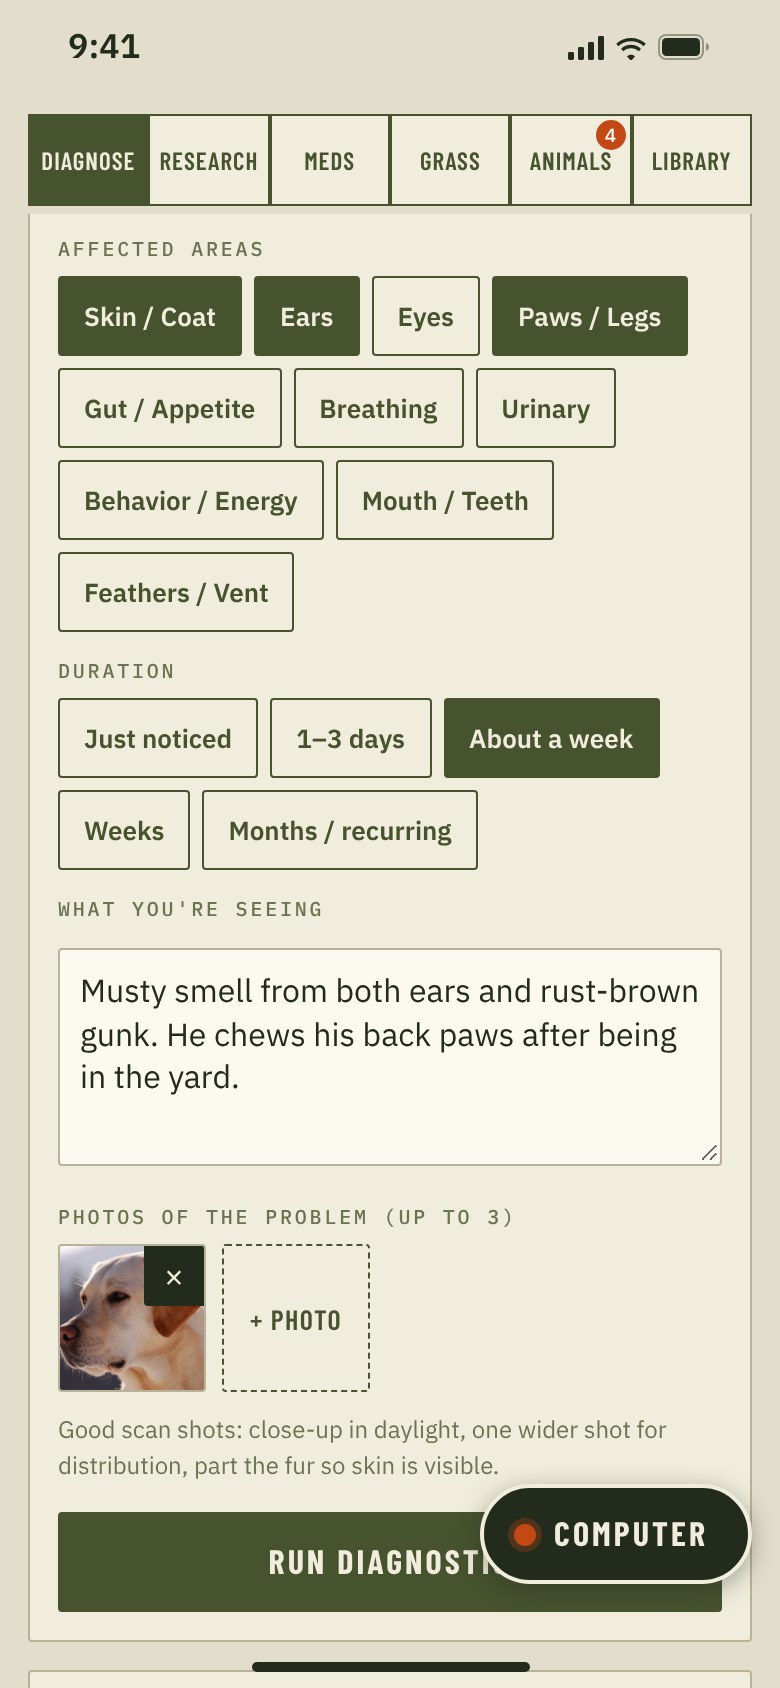 9:41
DIAGNOSE RESEARCH MEDS GRASS ANIMALS 4 LIBRARY
AFFECTED AREAS
Skin / Coat Ears Eyes Paws / Legs
Gut / Appetite Breathing Urinary
Behavior / Energy Mouth / Teeth
Feathers / Vent
DURATION
Just noticed 1–3 days About a week
Weeks Months / recurring
WHAT YOU'RE SEEING
Musty smell from both ears and rust-brown
gunk. He chews his back paws after being
in the yard.
PHOTOS OF THE PROBLEM (UP TO 3)
+ PHOTO
Good scan shots: close-up in daylight, one wider shot for
distribution, part the fur so skin is visible.
COMPUTER
RUN